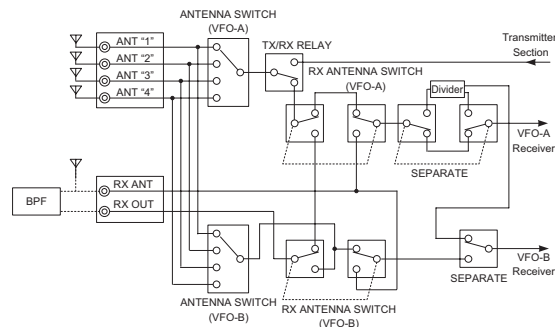 ANTENNA SWITCH
(VFO-A)
ANT “1”
ANT “2”
ANT “3”
ANT “4”
TX/RX RELAY
Transmitter
Section
RX ANTENNA SWITCH
(VFO-A)
Divider
VFO-A
Receiver
SEPARATE
RX ANT
RX OUT
BPF
VFO-B
Receiver
SEPARATE
ANTENNA SWITCH
(VFO-B)
RX ANTENNA SWITCH
(VFO-B)